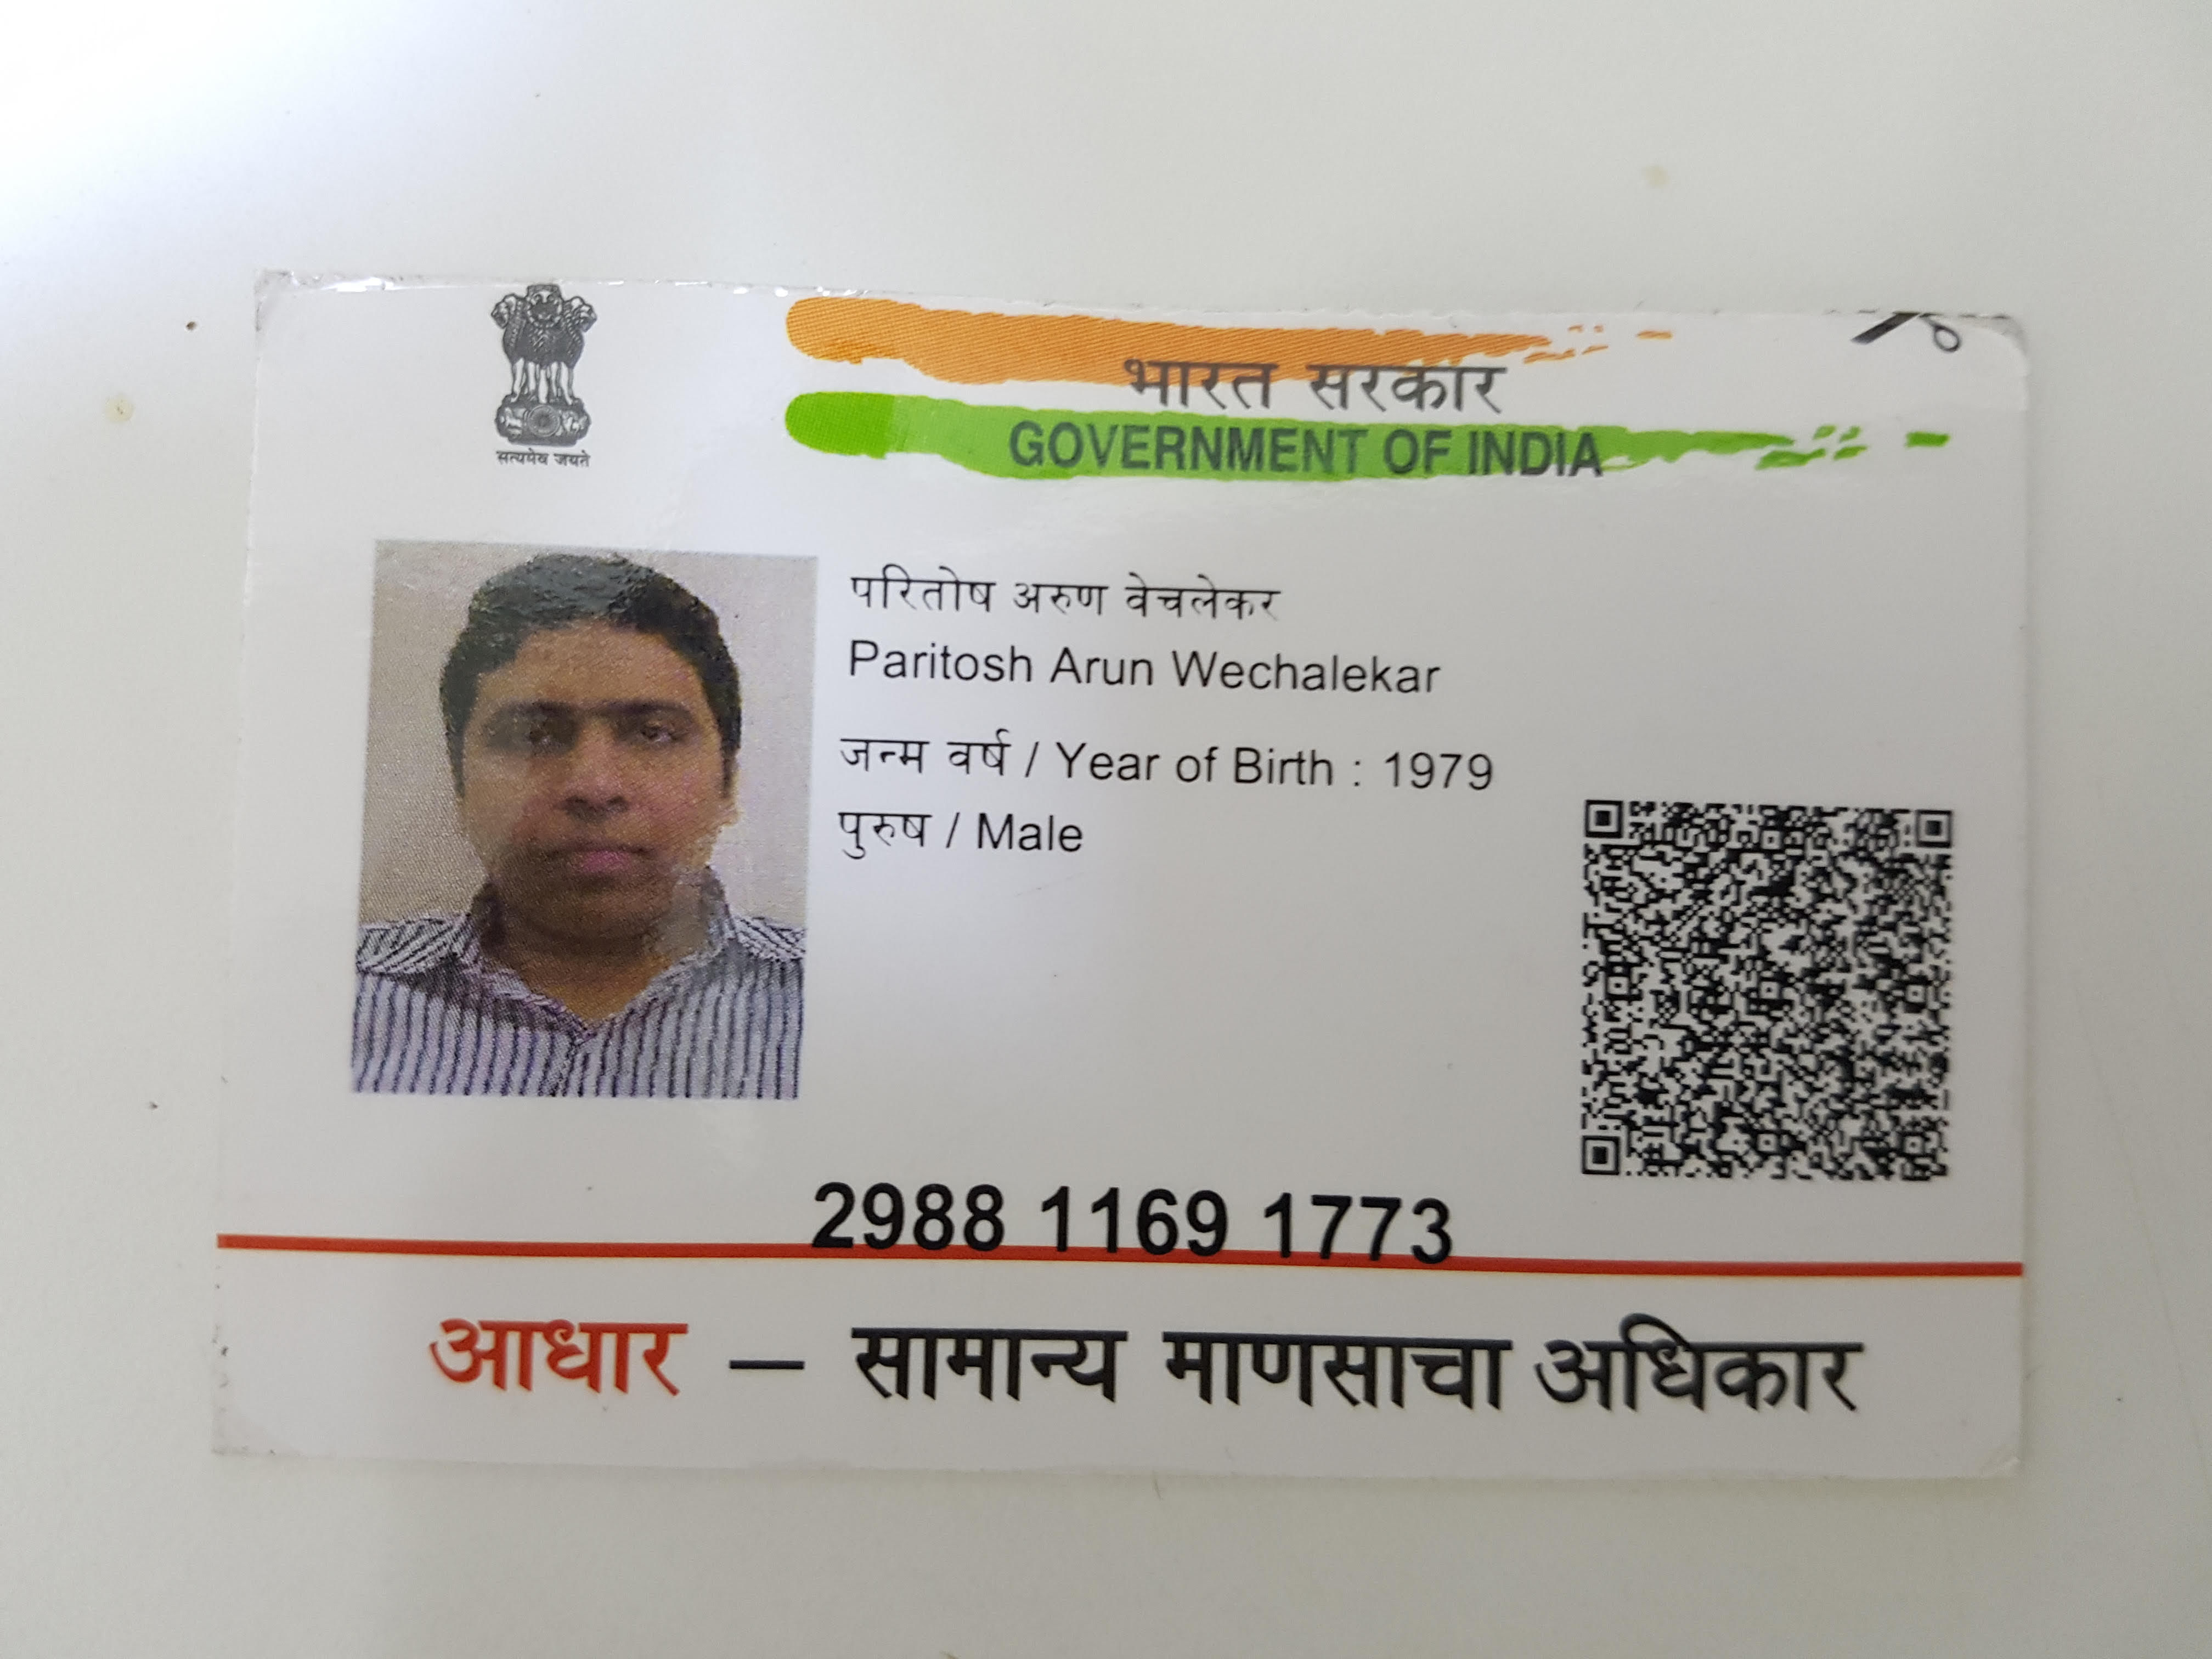 सत्यमेव जयते
भारत सरकार
GOVERNMENT OF INDIA
परितोष अरुण वेचलेकर
Paritosh Arun Wechalekar
जन्म वर्ष / Year of Birth : 1979
पुरुष / Male
2988 1169 1773
आधार — सामान्य माणसाचा अधिकार